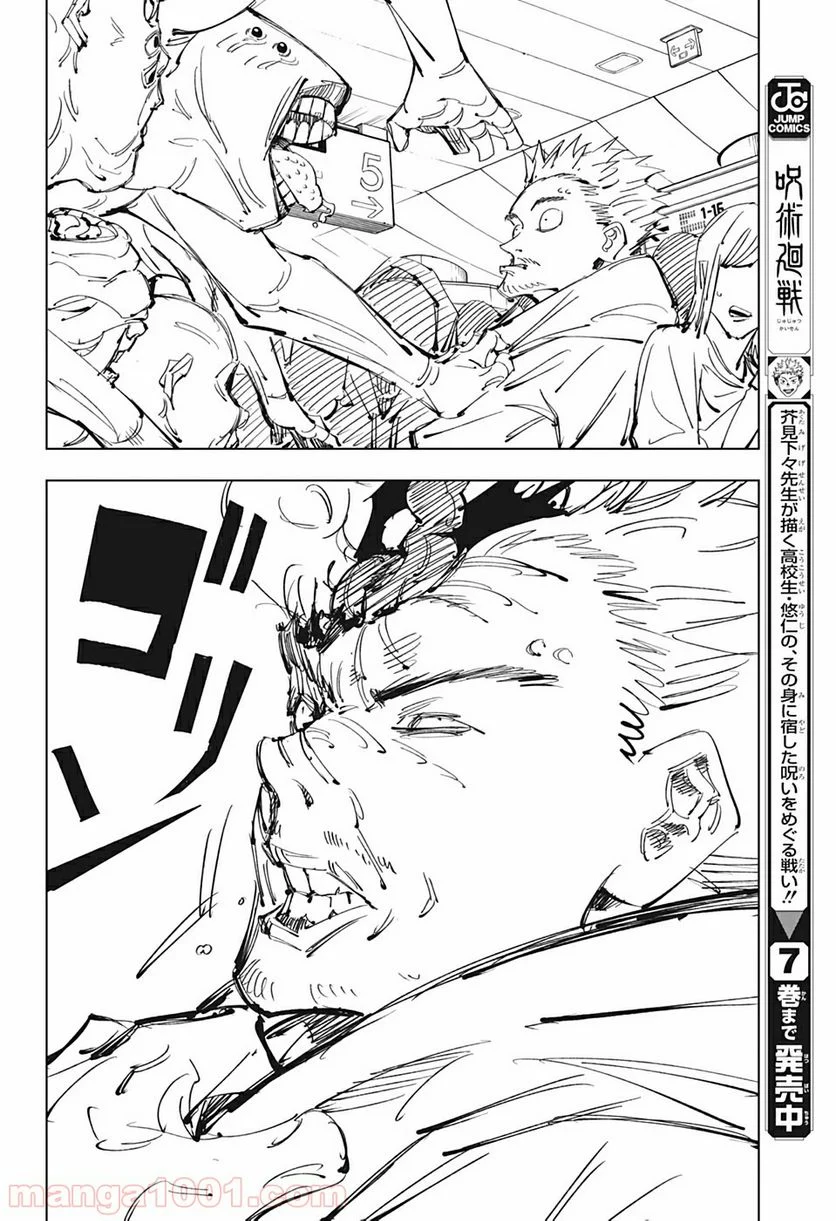 5
→
1-16
ゴッ
JC
JUMP
COMICS
呪術廻戦
じゅじゅつ
かいせん
芥見下々先生が描く高校生・悠仁の、その身に宿した呪いをめぐる戦い!!
7巻まで発売中
manga1001.com